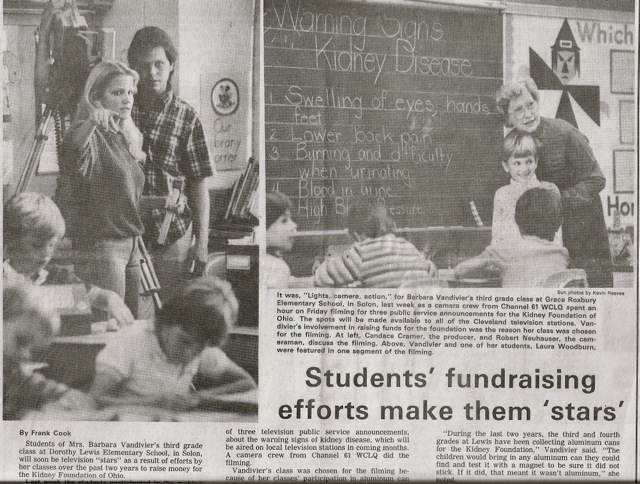 Warning Signs
Kidney Disease
1. Swelling of eyes, hands
feet
2. Lower back pain
3. Burning and difficulty
when urinating
Blood in urine
High Blood Pressure
Our
Library
Corner
Which
Hor
Sun photos by Kevin Reeves
It was, "Lights, camera, action," for Barbara Vandivier's third grade class at Grace Roxbury
Elementary School, in Solon, last week as a camera crew from Channel 61 WCLQ spent an
hour on Friday filming for three public service announcements for the Kidney Foundation of
Ohio. The spots will be made available to all of the Cleveland television stations. Van-
divier's involvement in raising funds for the foundation was the reason her class was chosen
for the filming. At left, Candace Cramer, the producer, and Robert Neuhauser, the cam-
eraman, discuss the filming. Above, Vandivier and one of her students, Laura Woodburn,
were featured in one segment of the filming.
Students' fundraising
efforts make them 'stars'
By Frank Cook
Students of Mrs. Barbara Vandivier's third grade
class at Dorothy Lewis Elementary School, in Solon,
will soon be television "stars" as a result of efforts by
her classes over the past two years to raise money for
the Kidney Foundation of Ohio.
of three television public service announcements,
about the warning signs of kidney disease, which will
be aired on local television stations in coming months.
A camera crew from Channel 61 WCLQ did the
filming.
Vandivier's class was chosen for the filming be-
cause of her classes' participation in aluminum can
"During the last two years, the third and fourth
grades at Lewis have been collecting aluminum cans
for the Kidney Foundation," Vandivier said. "The
children would bring in any aluminum can they could
find and test it with a magnet to be sure it did not
stick. If it did, that meant it wasn't aluminum," she
noted.